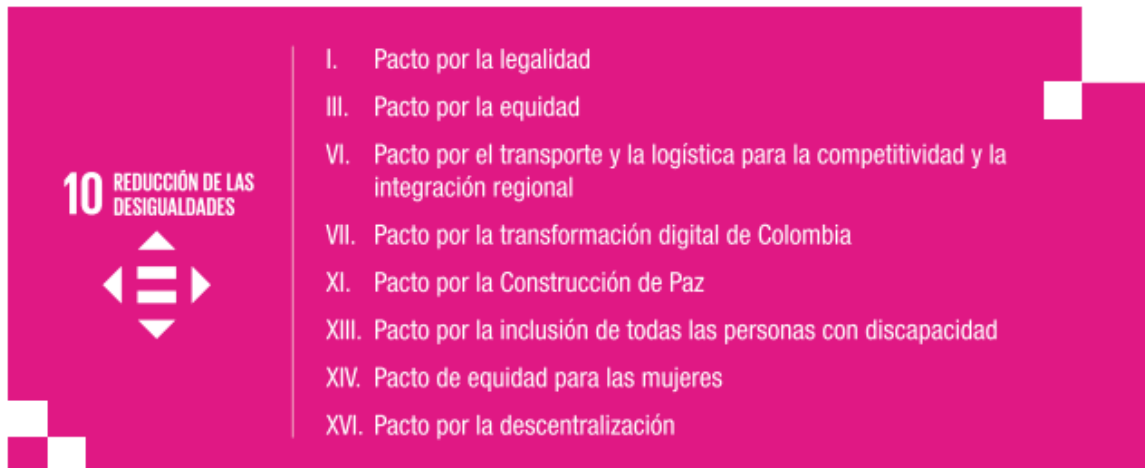 10 REDUCCIÓN DE LAS
DESIGUALDADES
I. Pacto por la legalidad
III. Pacto por la equidad
VI. Pacto por el transporte y la logística para la competitividad y la
integración regional
VII. Pacto por la transformación digital de Colombia
XI. Pacto por la Construcción de Paz
XIII. Pacto por la inclusión de todas las personas con discapacidad
XIV. Pacto de equidad para las mujeres
XVI. Pacto por la descentralización